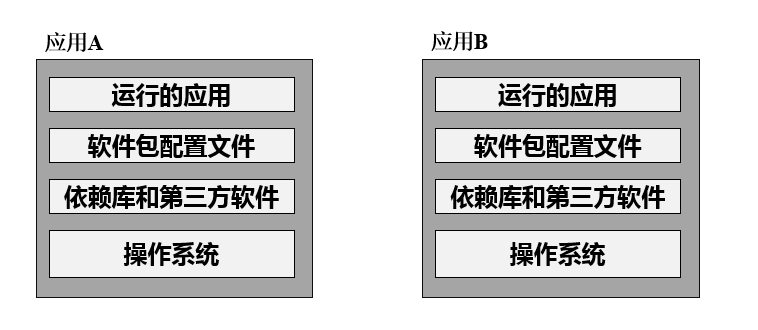 应用A
运行的应用
软件包配置文件
依赖库和第三方软件
操作系统
应用B
运行的应用
软件包配置文件
依赖库和第三方软件
操作系统